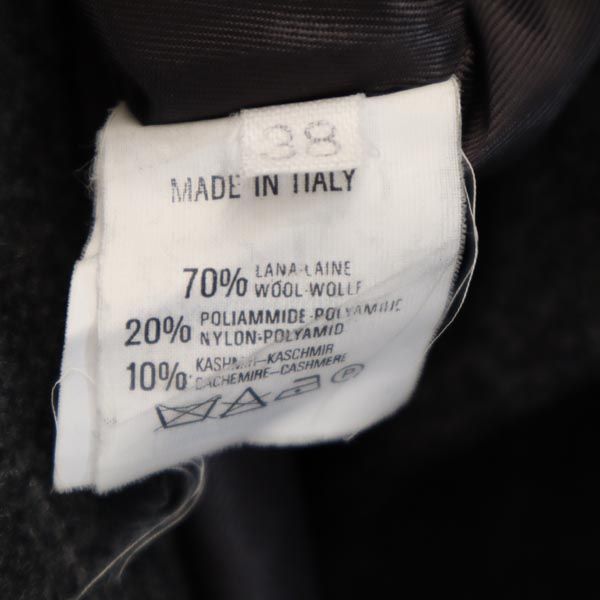 38
MADE IN ITALY
70% LANA-LAINE
WOOL-WOLLE
20% POLIAMMIDE-POLYAMIDE
NYLON-POLYAMID
10% KASHMIR-KASCHMIR
CACHEMIRE-CASHMERE
P